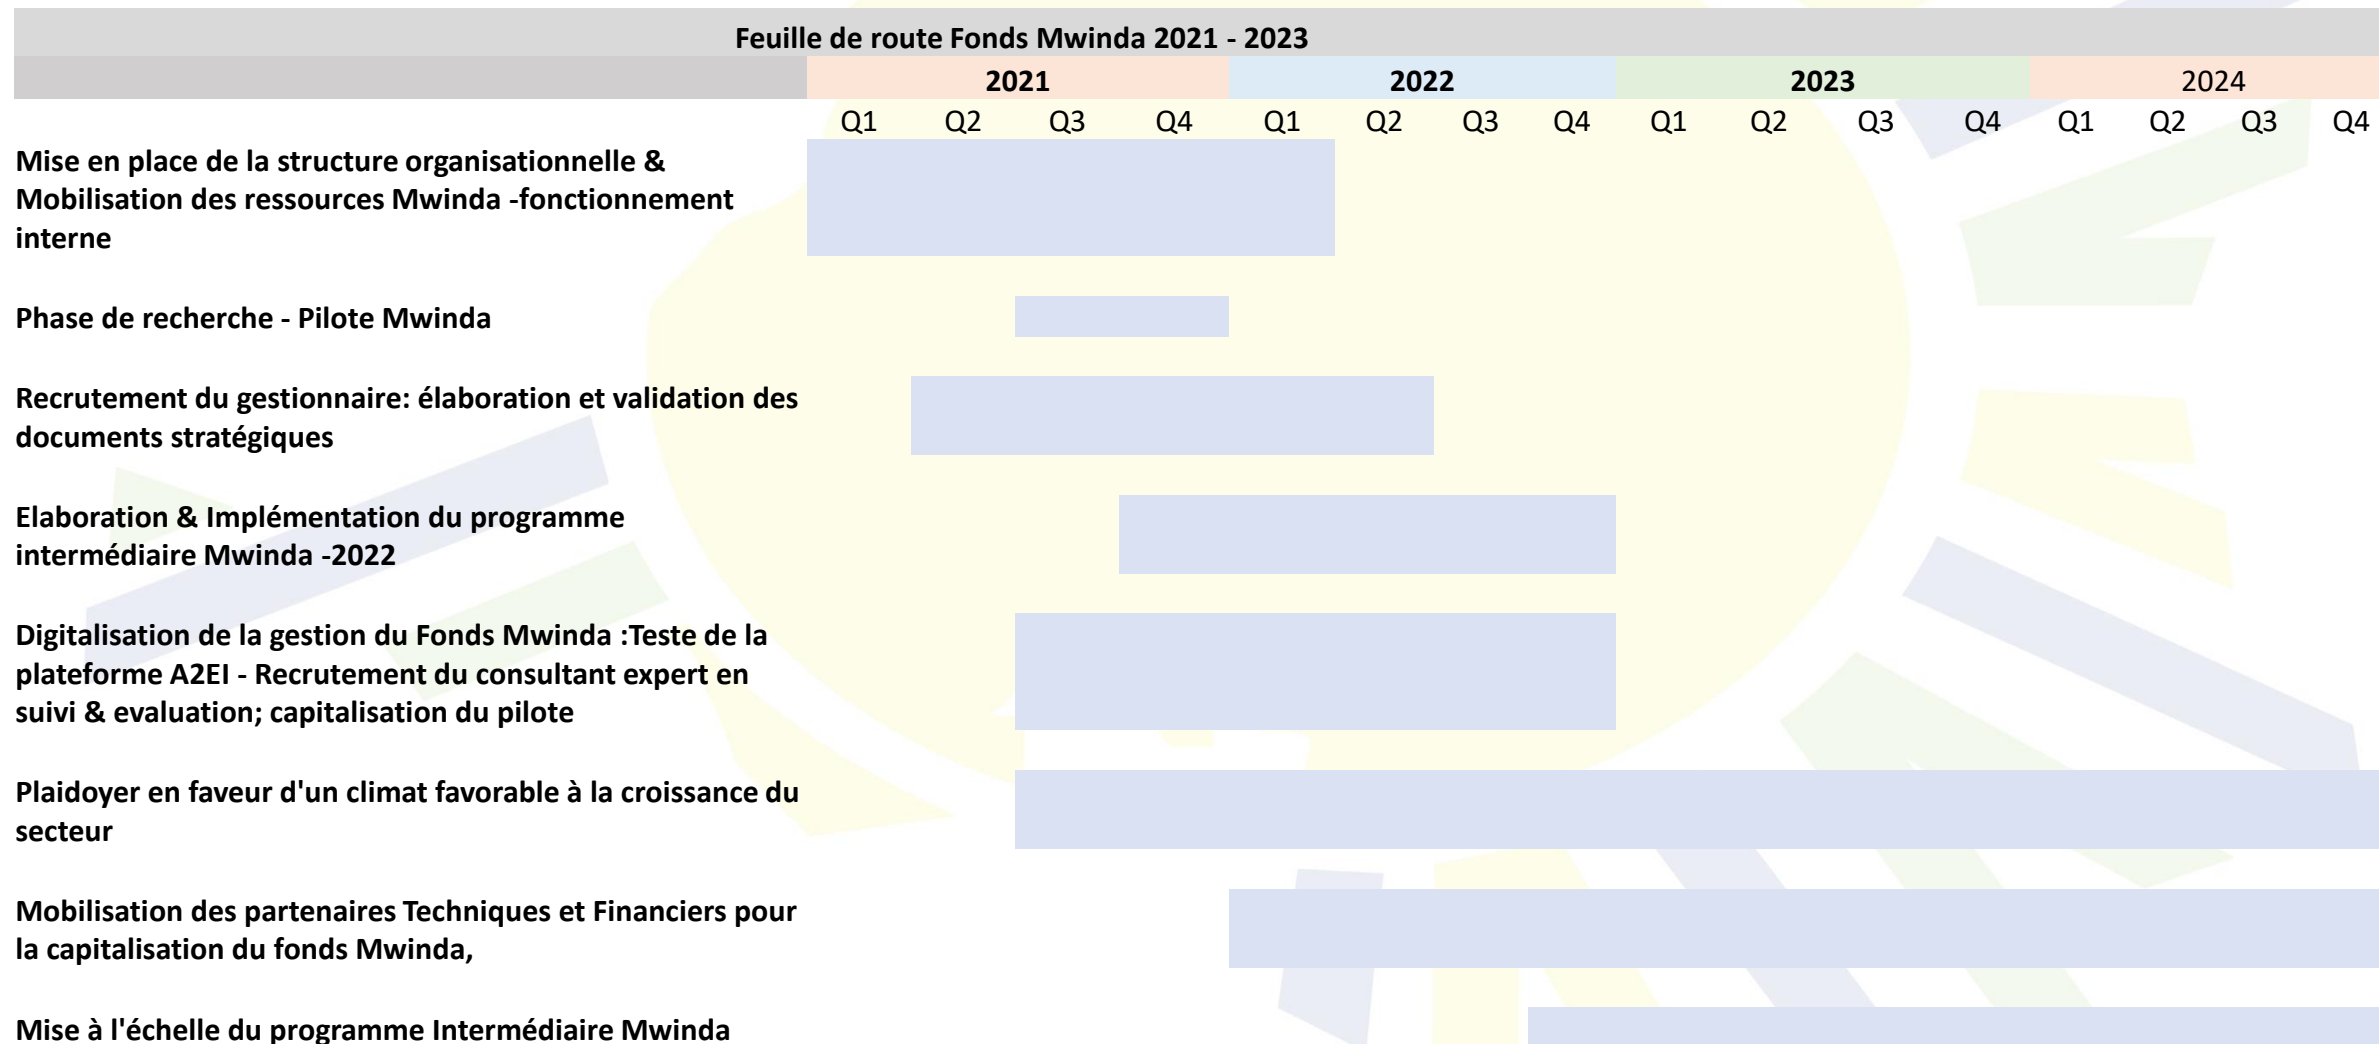 Feuille de route Fonds Mwinda 2021 - 2023
2021 2022 2023 2024
Q1 Q2 Q3 Q4 Q1 Q2 Q3 Q4 Q1 Q2 Q3 Q4 Q1 Q2 Q3 Q4
Mise en place de la structure organisationnelle &
Mobilisation des ressources Mwinda -fonctionnement
interne
Phase de recherche - Pilote Mwinda
Recrutement du gestionnaire: élaboration et validation des
documents stratégiques
Elaboration & Implémentation du programme
intermédiaire Mwinda -2022
Digitalisation de la gestion du Fonds Mwinda :Teste de la
plateforme A2EI - Recrutement du consultant expert en
suivi & evaluation; capitalisation du pilote
Plaidoyer en faveur d'un climat favorable à la croissance du
secteur
Mobilisation des partenaires Techniques et Financiers pour
la capitalisation du fonds Mwinda,
Mise à l'échelle du programme Intermédiaire Mwinda